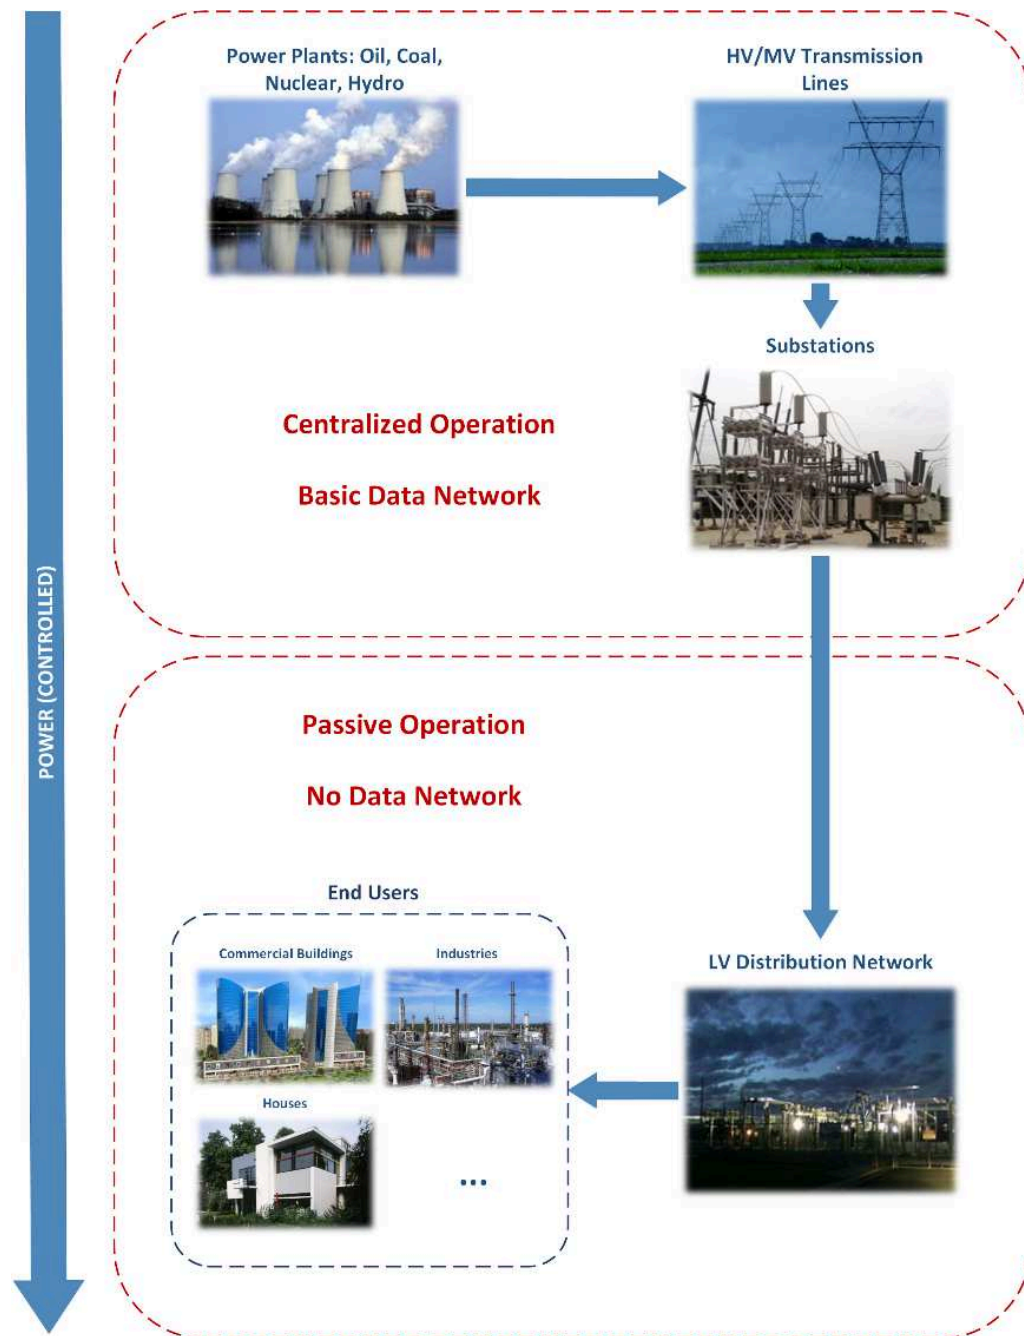 Power Plants: Oil, Coal,
Nuclear, Hydro
HV/MV Transmission
Lines
Substations
Centralized Operation
Basic Data Network
POWER (CONTROLLED)
Passive Operation
No Data Network
End Users
Commercial Buildings
Industries
LV Distribution Network
Houses
...